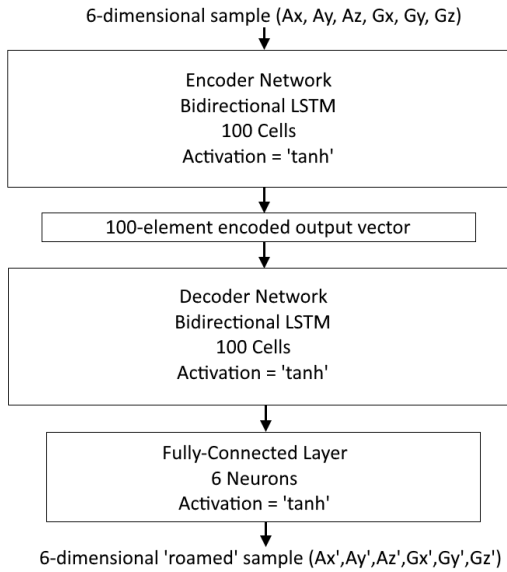 6-dimensional sample (Ax, Ay, Az, Gx, Gy, Gz)
Encoder Network
Bidirectional LSTM
100 Cells
Activation = 'tanh'
100-element encoded output vector
Decoder Network
Bidirectional LSTM
100 Cells
Activation = 'tanh'
Fully-Connected Layer
6 Neurons
Activation = 'tanh'
6-dimensional 'roamed' sample (Ax',Ay',Az',Gx',Gy',Gz')